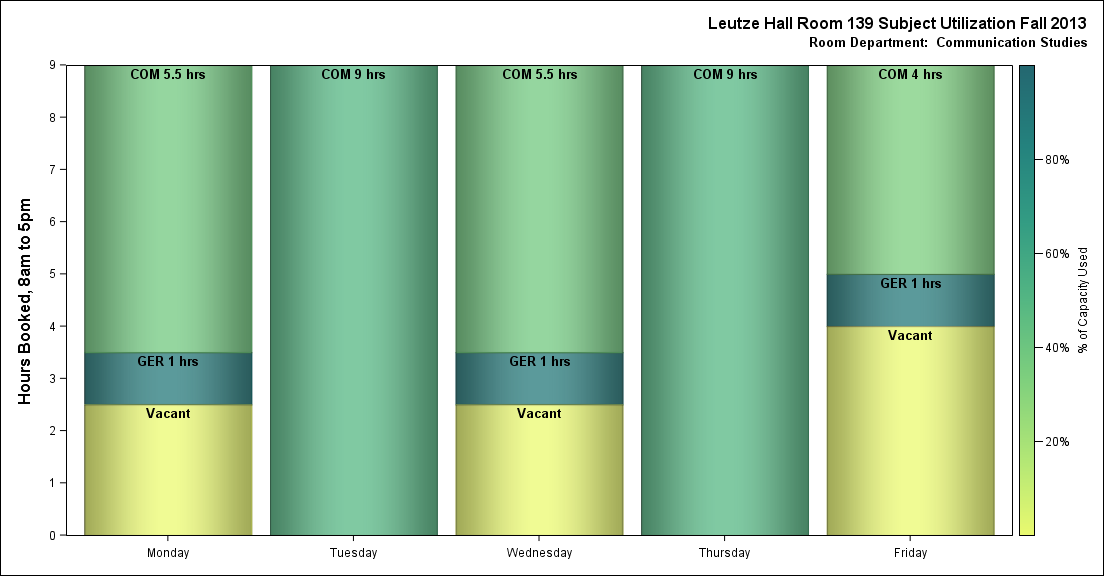 Leutze Hall Room 139 Subject Utilization Fall 2013
Room Department:  Communication Studies
Hours Booked, 8am to 5pm
9
8
7
6
5
4
3
2
1
0
COM 5.5 hrs
GER 1 hrs
Vacant
COM 9 hrs
COM 5.5 hrs
GER 1 hrs
Vacant
COM 9 hrs
COM 4 hrs
GER 1 hrs
Vacant
Monday
Tuesday
Wednesday
Thursday
Friday
80%
60%
40%
20%
% of Capacity Used